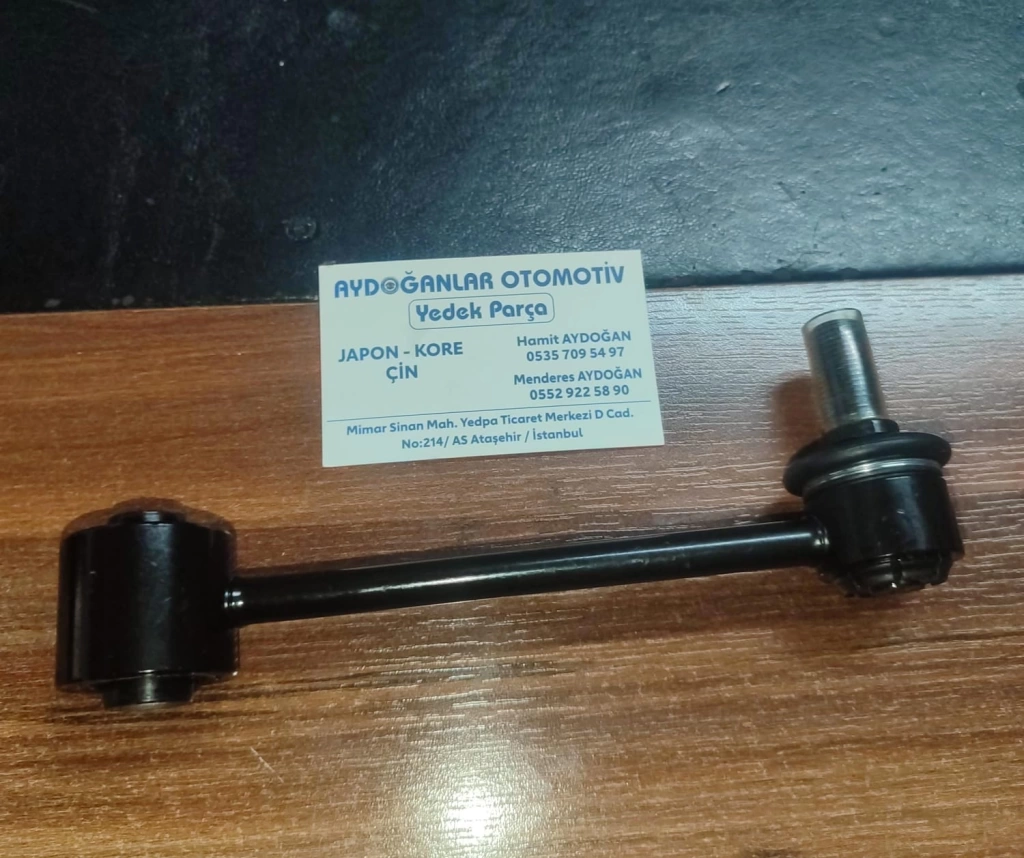 AYDOĞANLAR OTOMOTİV
Yedek Parça
JAPON - KORE
ÇİN
Hamit AYDOĞAN
0535 709 54 97
Menderes AYDOĞAN
0552 922 58 90
Mimar Sinan Mah. Yedpa Ticaret Merkezi D Cad.
No:214/ AS Ataşehir / İstanbul